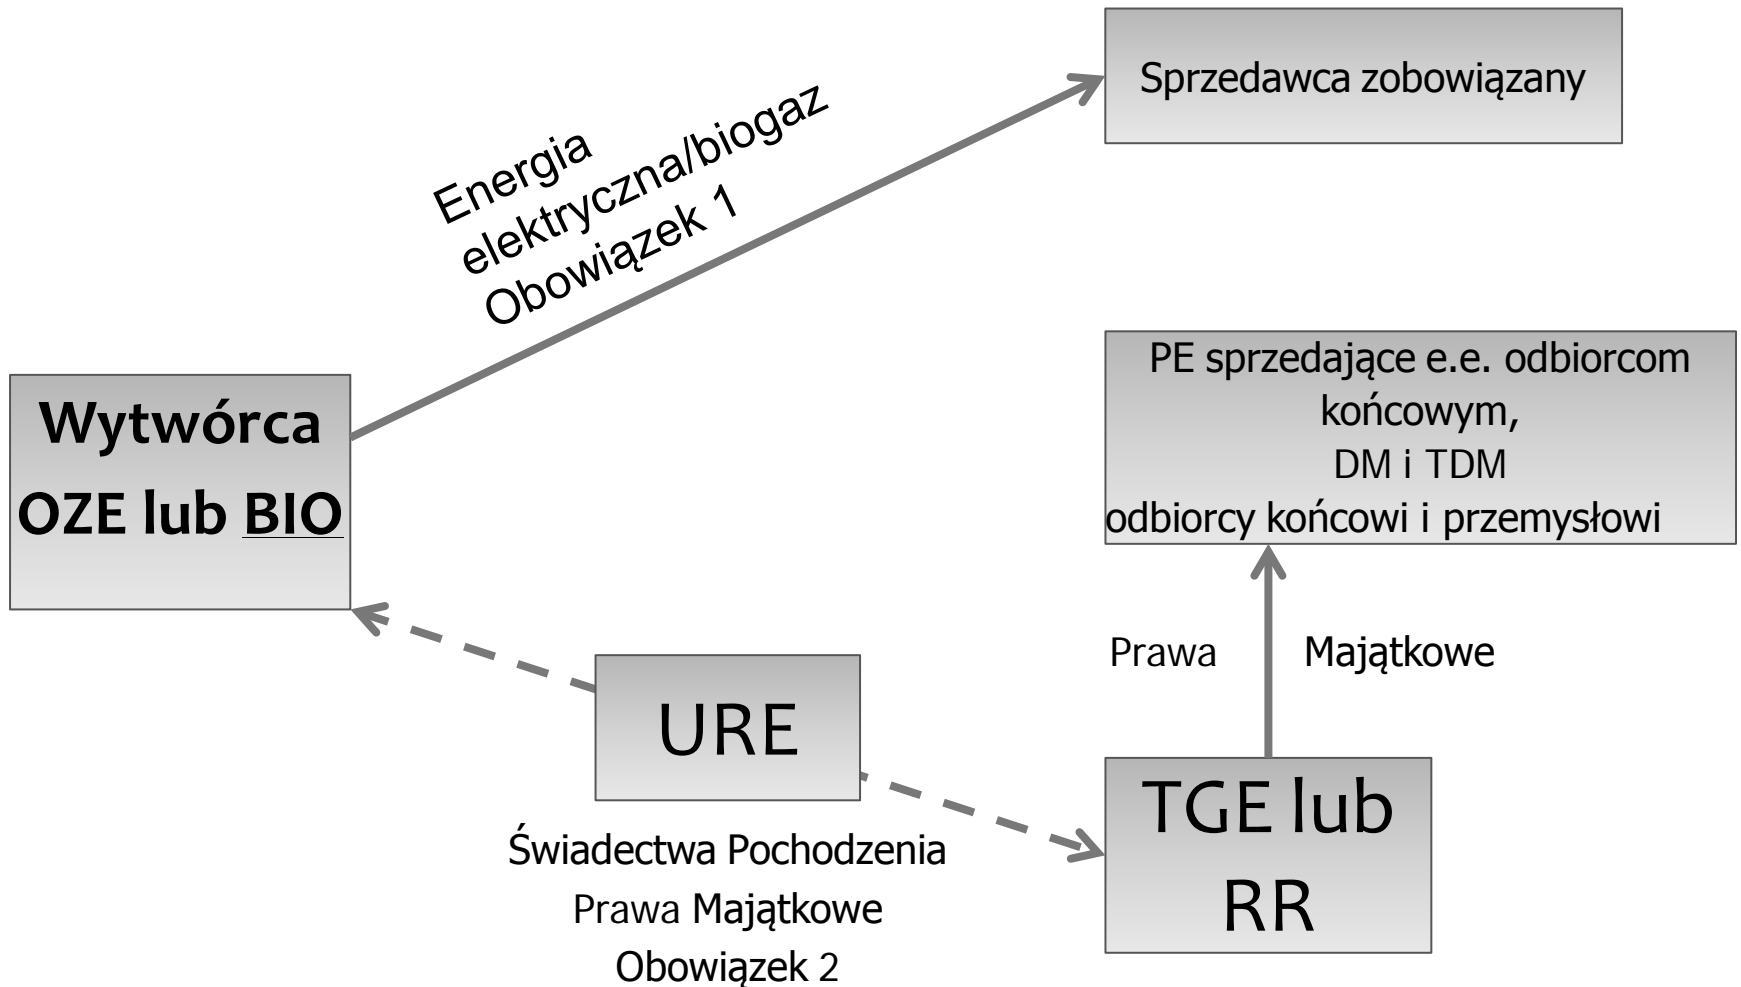 Sprzedawca zobowiązany
Energia
elektryczna/biogaz
Obowiązek 1
Wytwórca
OZE lub BIO
PE sprzedające e.e. odbiorcom
końcowym,
DM i TDM
odbiorcy końcowi i przemysłowi
Prawa Majątkowe
URE
Świadectwa Pochodzenia
Prawa Majątkowe
Obowiązek 2
TGE lub
RR